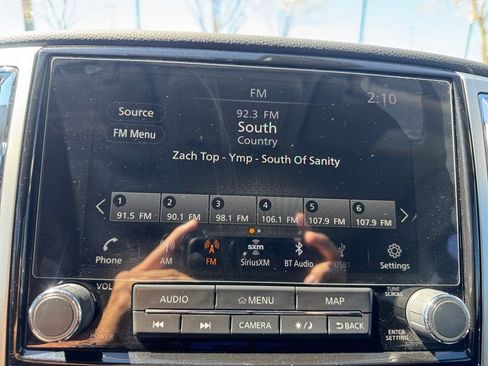 FM
2:10
Source
92.3 FM
South
FM Menu
Country
Zach Top - Ymp - South Of Sanity
1 2 3 4 5 6
91.5 FM 90.1 FM 98.1 FM 106.1 FM 107.9 FM 107.9 FM
sxm
Phone AM FM SiriusXM BT Audio USB1 Settings
VOL AUDIO MENU MAP TUNE
SCROLL
POWER CAMERA BACK ENTER
SETTING